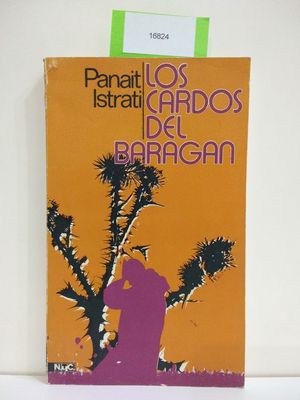 16824
Panait
Istrati
LOS
CARDOS
DEL
BARAGAN